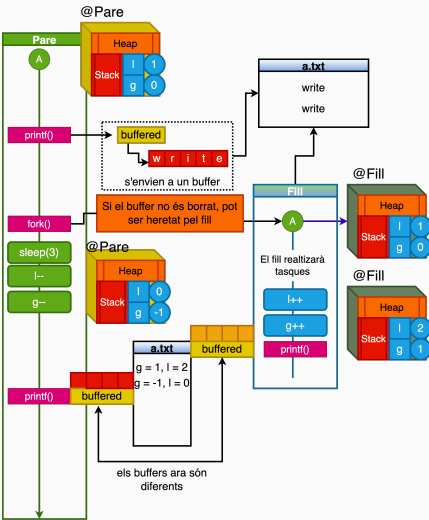 @Pare
Pare
A
Heap
Stack
l
1
g
0
a.txt
write
write
printf()
buffered
w r i t e
s'envien a un buffer
Si el buffer no és borrat, pot
ser heretat pel fill
fork()
Fill
A
@Fill
Heap
Stack
l
1
g
0
sleep(3)
l--
g--
@Pare
Heap
Stack
l
0
g
-1
El fill realtizarà
tasques
l++
g++
printf()
@Fill
Heap
Stack
l
2
g
1
a.txt
g = 1, l = 2
g = -1, l = 0
buffered
printf()
buffered
els buffers ara són
diferents